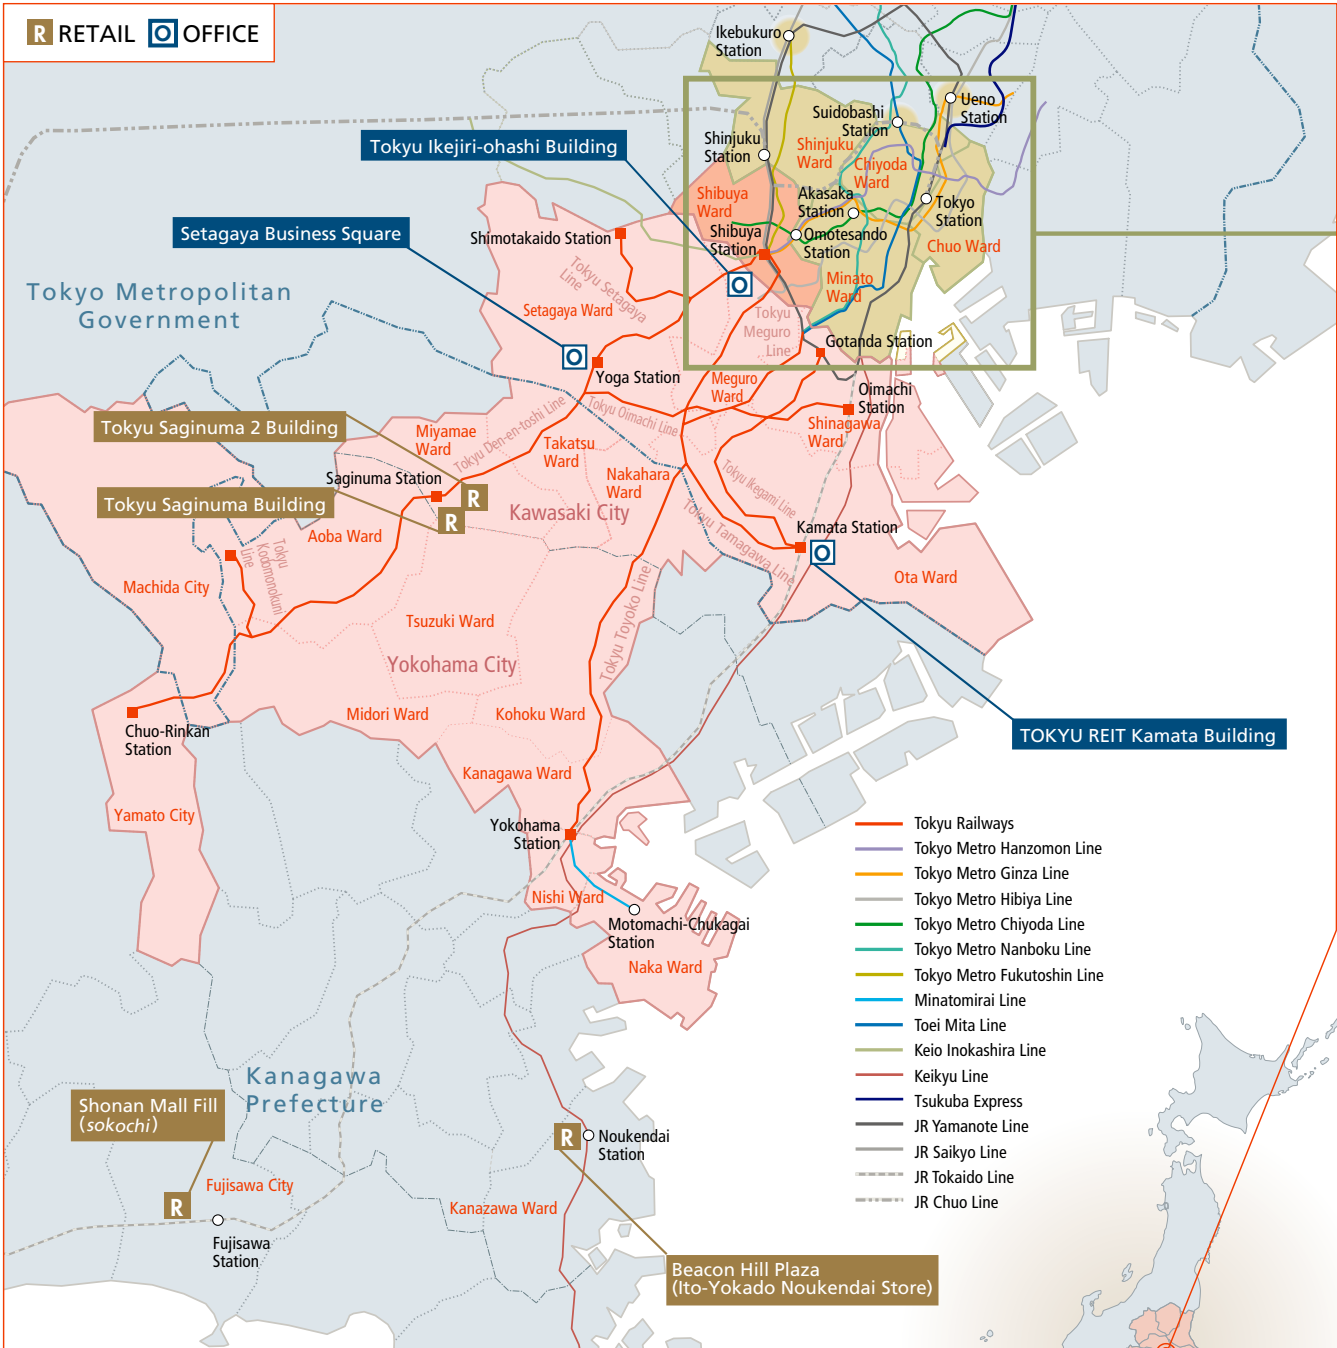 R RETAIL O OFFICE
Ikebukuro
Station
Ueno
Station
Suidobashi
Station
Tokyu Ikejiri-ohashi Building
Shinjuku
Station
Shinjuku
Ward
Chiyoda
Ward
Shibuya
Ward
Akasaka
Station
Tokyo
Station
Setagaya Business Square
Shimotakaido Station
Shibuya
Station
Omotesando
Station
Chuo Ward
Tokyu Setagaya
Line
O
Minato
Ward
Tokyo Metropolitan
Government
Setagaya Ward
Tokyu
Meguro
Line
Gotanda Station
O
Yoga Station
Meguro
Ward
Oimachi
Station
Tokyu Saginuma 2 Building
Miyamae
Ward
Tokyu Den-en-toshi Line
Tokyu Oimachi Line
Shinagawa
Ward
Takatsu
Ward
Saginuma Station
Nakahara
Ward
Tokyu Ikegami Line
R
Tokyu Saginuma Building
R
Kawasaki City
Tokyu Tamagawa Line
Kamata Station
Aoba Ward
O
Tokyu
Kodomonokuni
Line
Machida City
Ota Ward
Tsuzuki Ward
Tokyu Toyoko Line
Yokohama City
Midori Ward
Kohoku Ward
Chuo-Rinkan
Station
TOKYU REIT Kamata Building
Kanagawa Ward
Yamato City
Yokohama
Station
Nishi Ward
Motomachi-Chukagai
Station
Naka Ward
Tokyu Railways
Tokyo Metro Hanzomon Line
Tokyo Metro Ginza Line
Tokyo Metro Hibiya Line
Tokyo Metro Chiyoda Line
Tokyo Metro Nanboku Line
Tokyo Metro Fukutoshin Line
Minatomirai Line
Toei Mita Line
Keio Inokashira Line
Keikyu Line
Tsukuba Express
JR Yamanote Line
JR Saikyo Line
JR Tokaido Line
JR Chuo Line
Kanagawa
Prefecture
Shonan Mall Fill
(sokochi)
R
Noukendai
Station
Fujisawa City
R
Kanazawa Ward
Fujisawa
Station
Beacon Hill Plaza
(Ito-Yokado Noukendai Store)